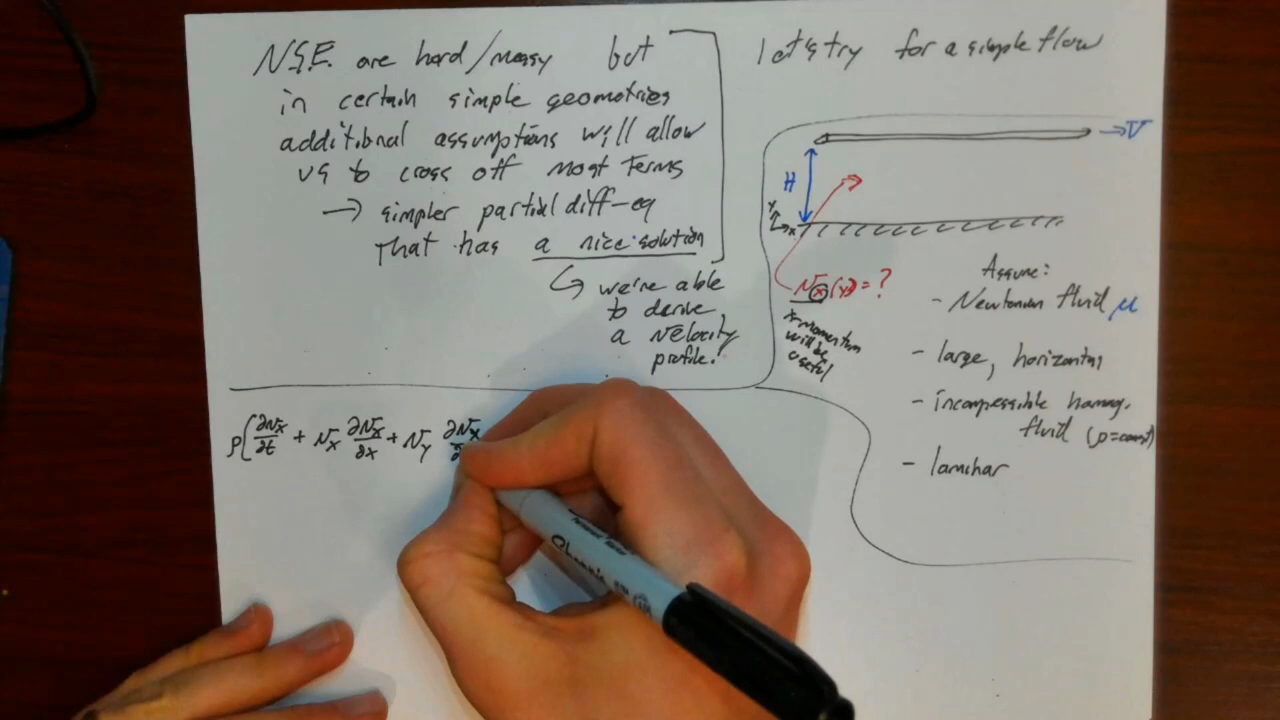 N.S.E. are hard/messy but
in certain simple geometries
additional assumptions will allow
us to cross off most terms
→ simpler partial diff-eq
that has a nice solution
↳ we're able
to derive
a velocity
profile!
let's try for a simple flow
→ V
H
Y
x
Vx(y) = ?
x-momentum
will be
useful
Assume:
- Newtonian fluid μ
- large, horizontal
- incompressible homog.
fluid (ρ=const)
- laminar
ρ[∂Vx/∂t + Vx ∂Vx/∂x + Vy ∂Vx